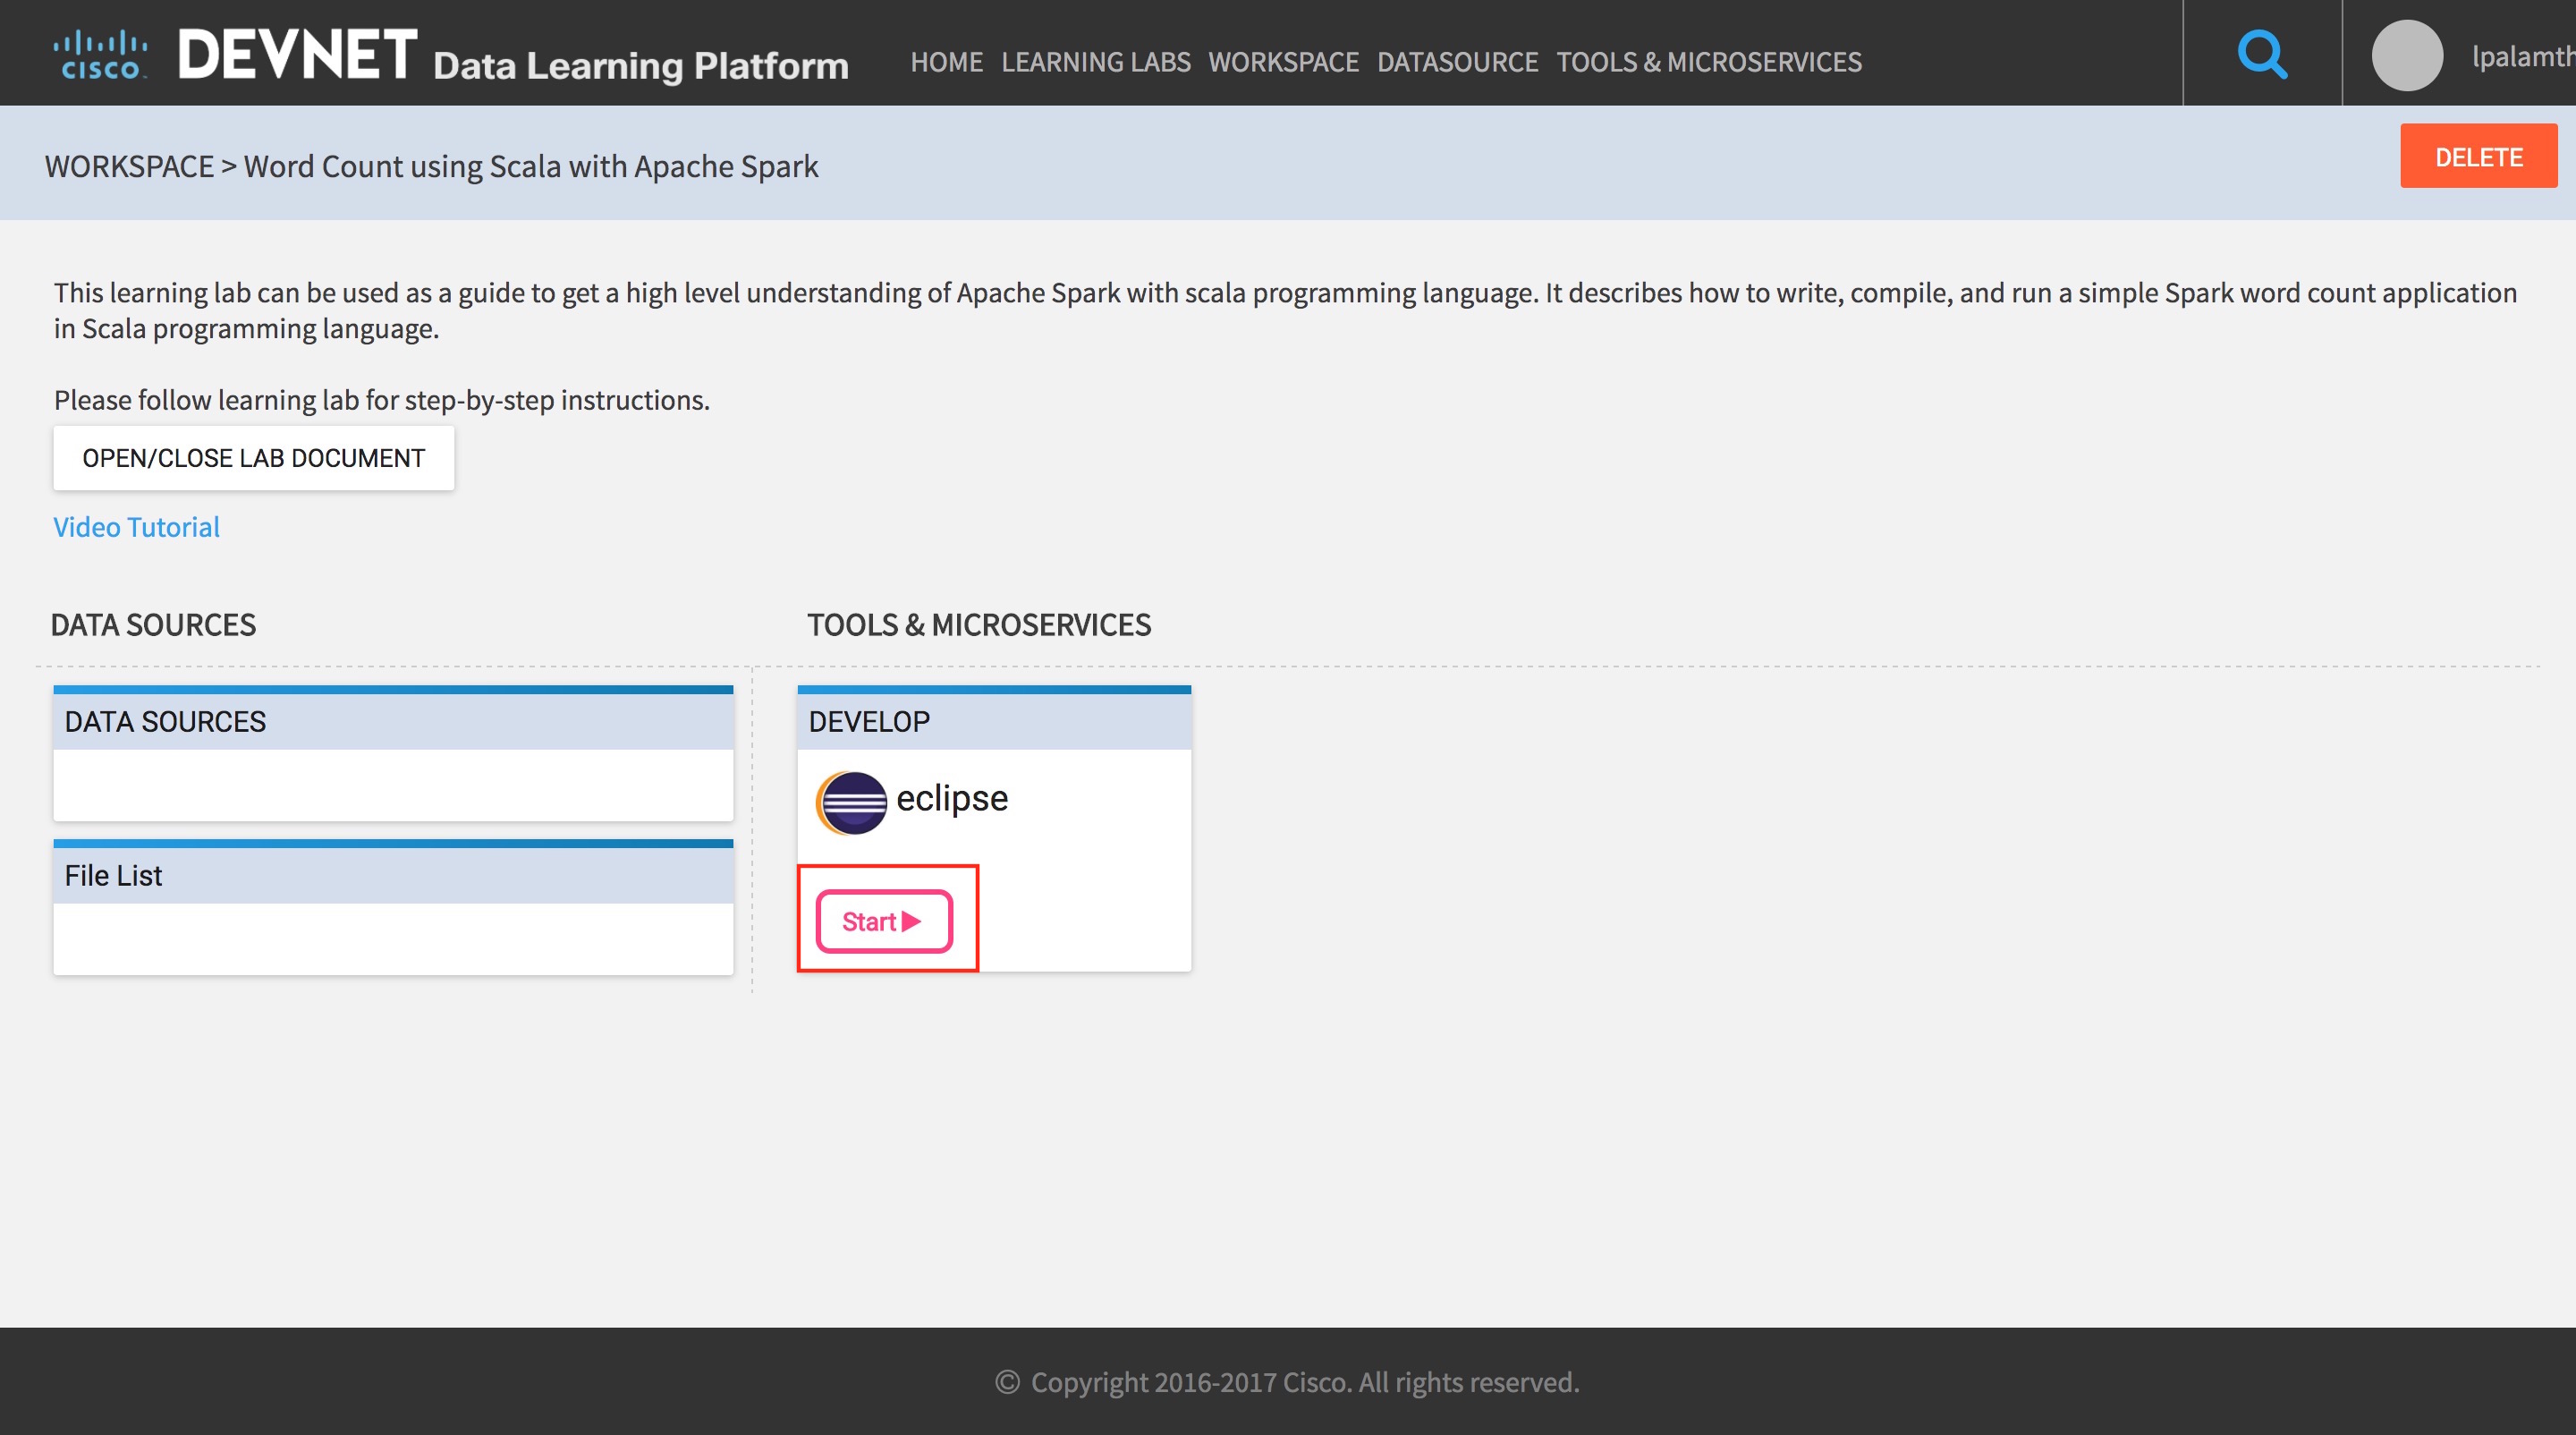 CISCO DEVNET Data Learning Platform HOME LEARNING LABS WORKSPACE DATASOURCE TOOLS & MICROSERVICES lpalamth
WORKSPACE > Word Count using Scala with Apache Spark DELETE
This learning lab can be used as a guide to get a high level understanding of Apache Spark with scala programming language. It describes how to write, compile, and run a simple Spark word count application
in Scala programming language.
Please follow learning lab for step-by-step instructions.
OPEN/CLOSE LAB DOCUMENT
Video Tutorial
DATA SOURCES TOOLS & MICROSERVICES
DATA SOURCES
File List
DEVELOP
eclipse
Start
© Copyright 2016-2017 Cisco. All rights reserved.